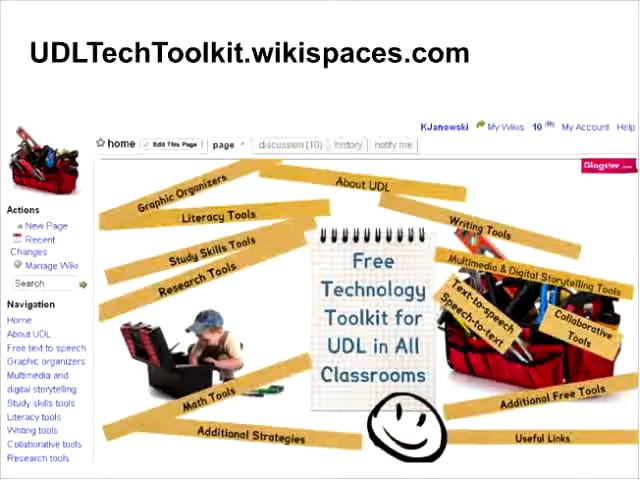 UDLTechToolkit.wikispaces.com
KJanowski My Wikis 10 My Account Help
home Edit This Page page discussion (10) history notify me
Glogster
Actions
New Page
Recent
Changes
Manage Wiki
Search
Navigation
Home
About UDL
Free text to speech
Graphic organizers
Multimedia and
digital storytelling
Study skills tools
Literacy tools
Writing tools
Collaborative tools
Research tools
Graphic Organizers
Literacy Tools
Study Skills Tools
Research Tools
About UDL
Writing Tools
Multimedia & Digital Storytelling Tools
Text-to-speech
Speech-to-text
Collaborative
Tools
Free
Technology
Toolkit for
UDL in All
Classrooms
Math Tools
Additional Strategies
Additional Free Tools
Useful Links